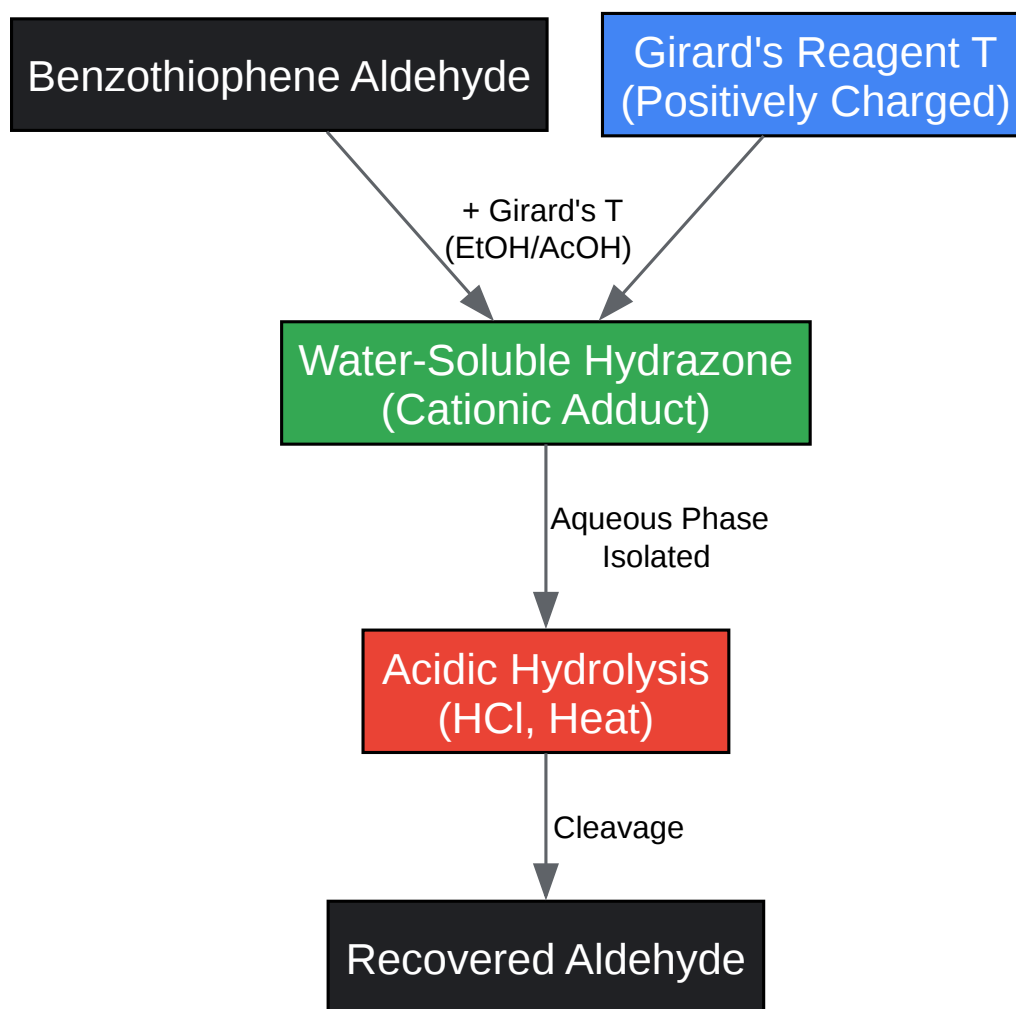 Benzothiophene Aldehyde
Girard's Reagent T
(Positively Charged)
+ Girard's T
(EtOH/AcOH)
Water-Soluble Hydrazone
(Cationic Adduct)
Aqueous Phase
Isolated
Acidic Hydrolysis
(HCl, Heat)
Cleavage
Recovered Aldehyde